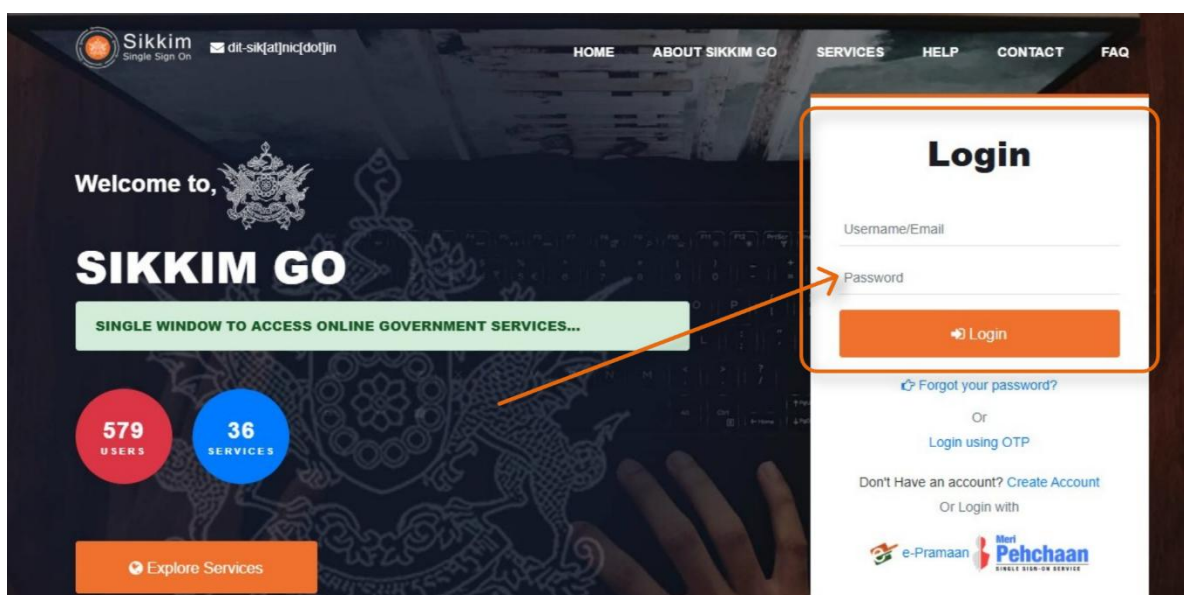 Sikkim
Single Sign On
dit-sik[at]nic[dot]in
HOME ABOUT SIKKIM GO SERVICES HELP CONTACT FAQ
Welcome to,
SIKKIM GO
SINGLE WINDOW TO ACCESS ONLINE GOVERNMENT SERVICES...
579
USERS
36
SERVICES
Explore Services
Login
Username/Email
Password
Login
Forgot your password?
Or
Login using OTP
Don't Have an account? Create Account
Or Login with
e-Pramaan
Meri
Pehchaan
SINGLE SIGN-ON SERVICE